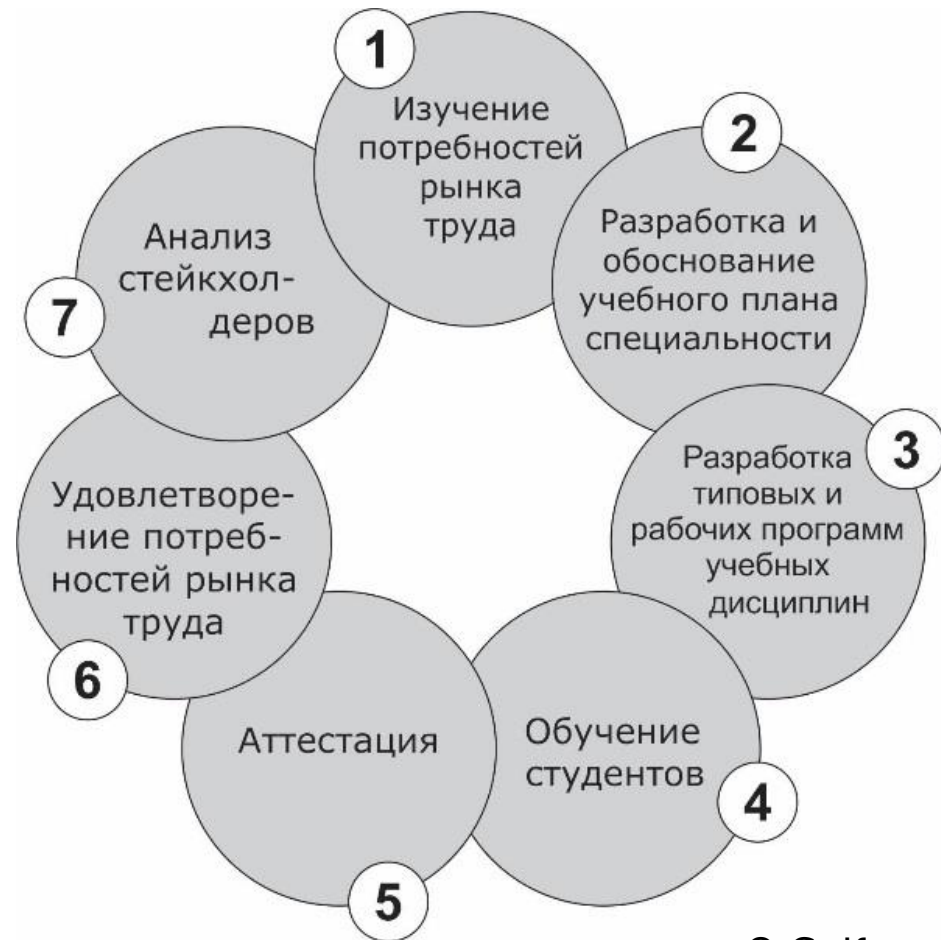 1
Изучение
потребностей
рынка
труда
2
Разработка и
обоснование
учебного плана
специальности
3
Разработка
типовых и
рабочих программ
учебных
дисциплин
4
Обучение
студентов
5
Аттестация
6
Удовлетворе-
ние потреб-
ностей рынка
труда
7
Анализ
стейкхол-
деров